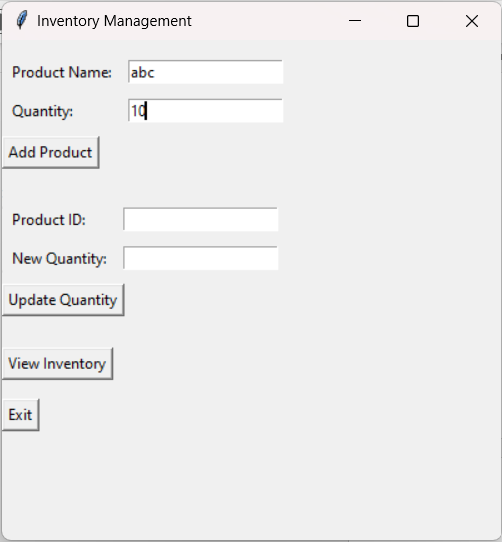 Inventory Management
Product Name: abc
Quantity: 10
Add Product
Product ID:
New Quantity:
Update Quantity
View Inventory
Exit